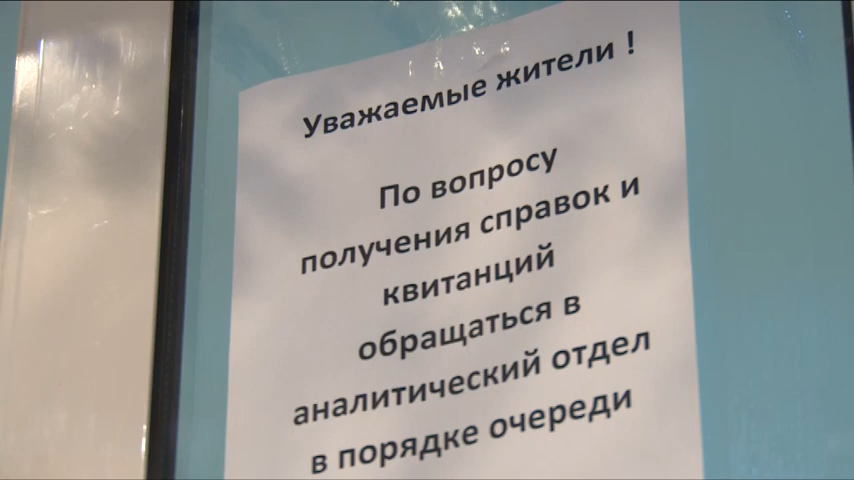 Уважаемые жители !
По вопросу
получения справок и
квитанций
обращаться в
аналитический отдел
в порядке очереди